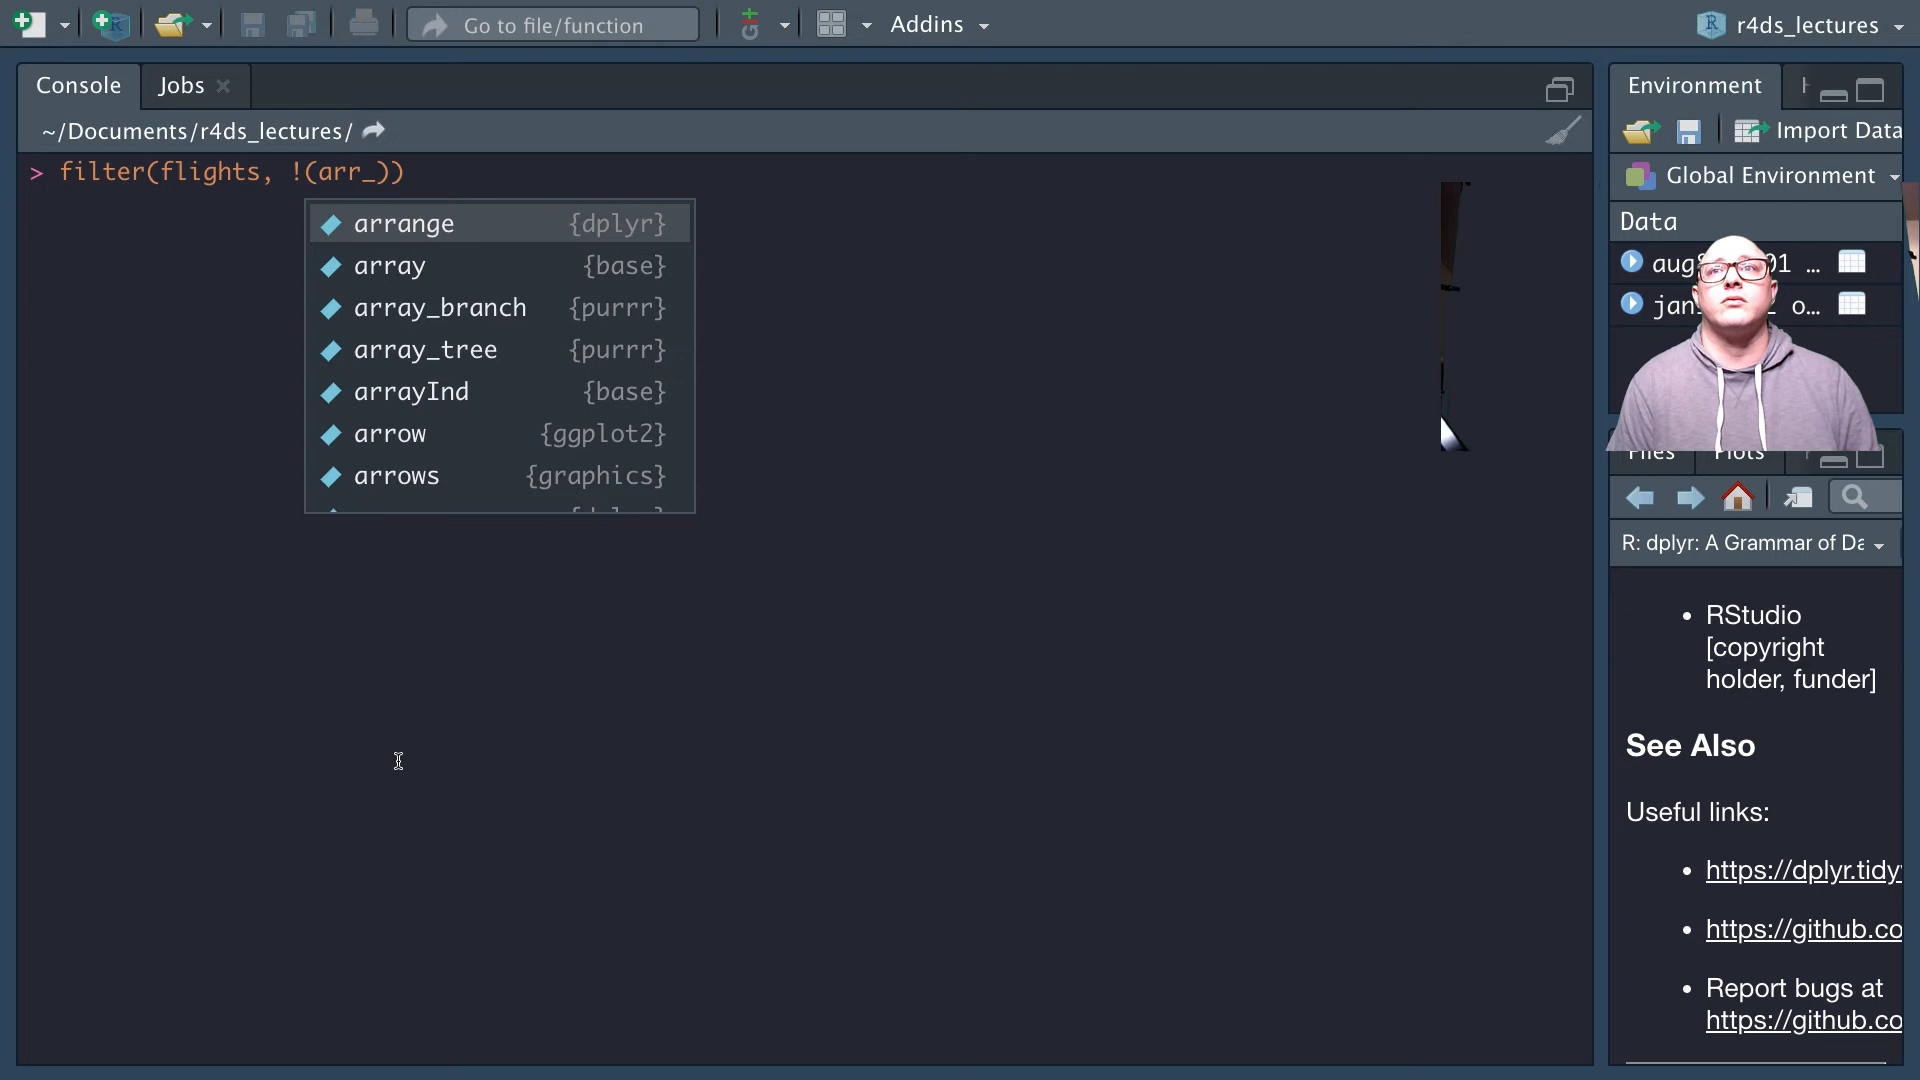 Go to file/function
Addins
r4ds_lectures
Console
Jobs
~/Documents/r4ds_lectures/
> filter(flights, !(arr_))
arrange {dplyr}
array {base}
array_branch {purrr}
array_tree {purrr}
arrayInd {base}
arrow {ggplot2}
arrows {graphics}
Environment
Import Data
Global Environment
Data
R: dplyr: A Grammar of Da
• RStudio
[copyright
holder, funder]
See Also
Useful links:
• https://dplyr.tidy
• https://github.co
• Report bugs at
https://github.co